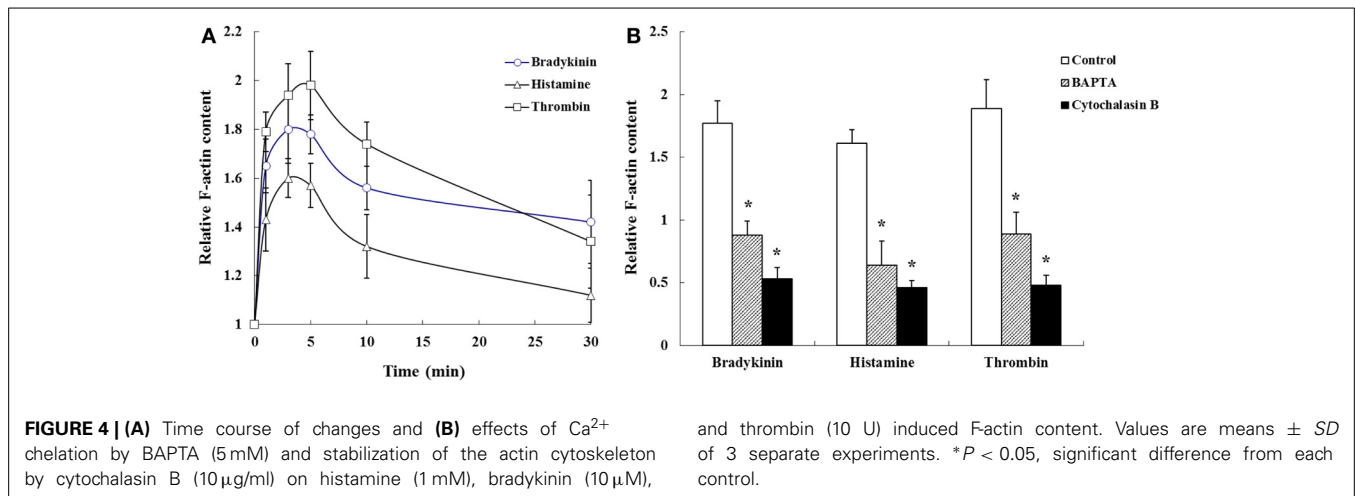 A
2.2
2
1.8
1.6
1.4
1.2
1
Relative F-actin content
0 5 10 15 20 25 30
Time (min)
Bradykinin
Histamine
Thrombin
B
2.5
2
1.5
1
0.5
0
Relative F-actin content
Control
BAPTA
Cytochalasin B
* * * * * *
Bradykinin Histamine Thrombin
FIGURE 4 | (A) Time course of changes and (B) effects of Ca2+
chelation by BAPTA (5 mM) and stabilization of the actin cytoskeleton
by cytochalasin B (10 μg/ml) on histamine (1 mM), bradykinin (10 μM),
and thrombin (10 U) induced F-actin content. Values are means ± SD
of 3 separate experiments. *P < 0.05, significant difference from each
control.